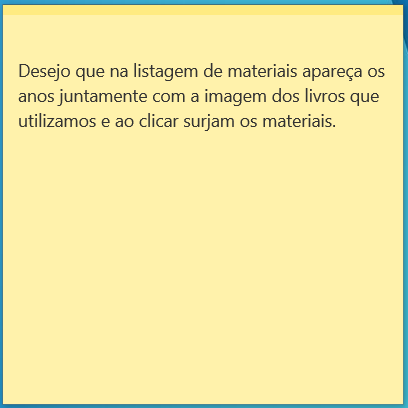 Desejo que na listagem de materiais apareça os
anos juntamente com a imagem dos livros que
utilizamos e ao clicar surjam os materiais.